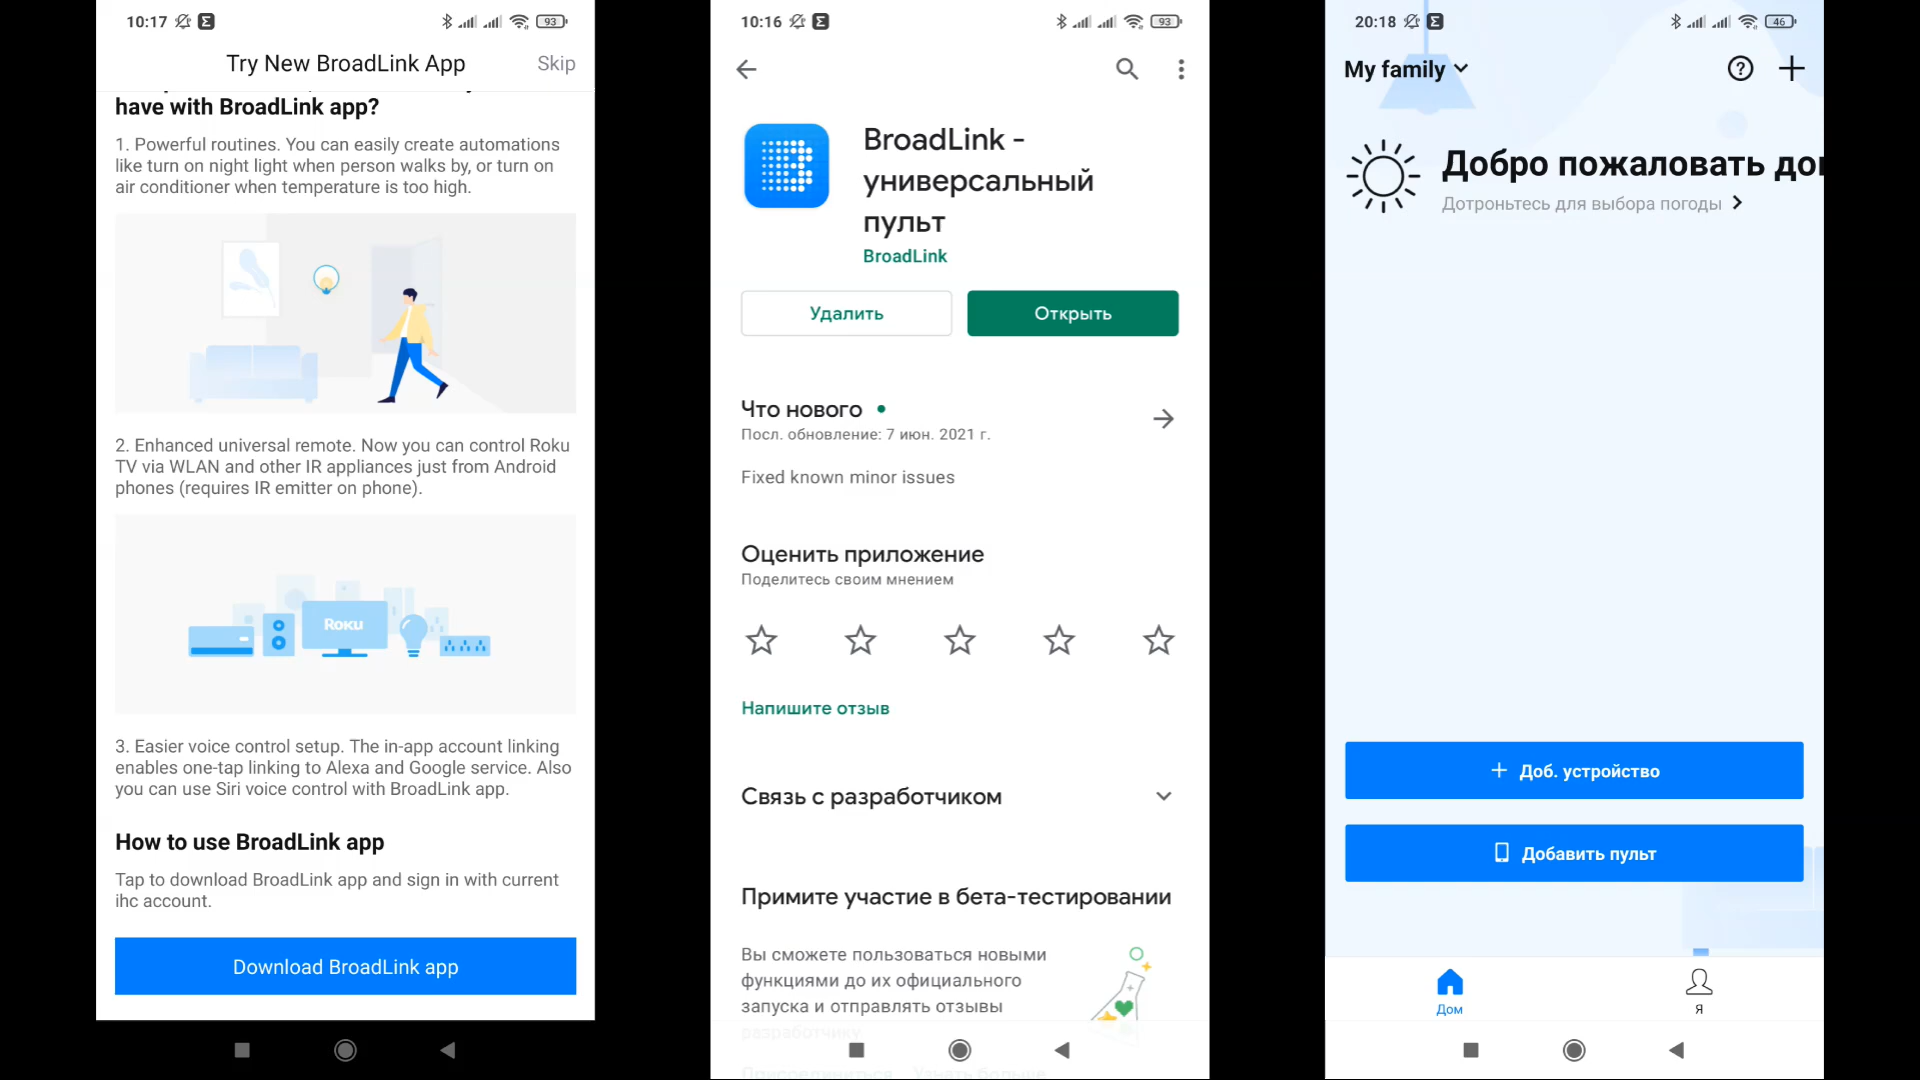 10:17
93
Try New BroadLink App
Skip
have with BroadLink app?
1. Powerful routines. You can easily create automations
like turn on night light when person walks by, or turn on
air conditioner when temperature is too high.
2. Enhanced universal remote. Now you can control Roku
TV via WLAN and other IR appliances just from Android
phones (requires IR emitter on phone).
Roku
3. Easier voice control setup. The in-app account linking
enables one-tap linking to Alexa and Google service. Also
you can use Siri voice control with BroadLink app.
How to use BroadLink app
Tap to download BroadLink app and sign in with current
ihc account.
Download BroadLink app
10:16
93
BroadLink -
универсальный
пульт
BroadLink
Удалить
Открыть
Что нового
Посл. обновление: 7 июн. 2021 г.
Fixed known minor issues
Оценить приложение
Поделитесь своим мнением
Напишите отзыв
Связь с разработчиком
Примите участие в бета-тестировании
Вы сможете пользоваться новыми
функциями до их официального
запуска и отправлять отзывы
разработчику.
Присоединиться Узнать больше
20:18
46
My family
Добро пожаловать
Дотроньтесь для выбора погоды
+ Доб. устройство
Добавить пульт
Дом
Я